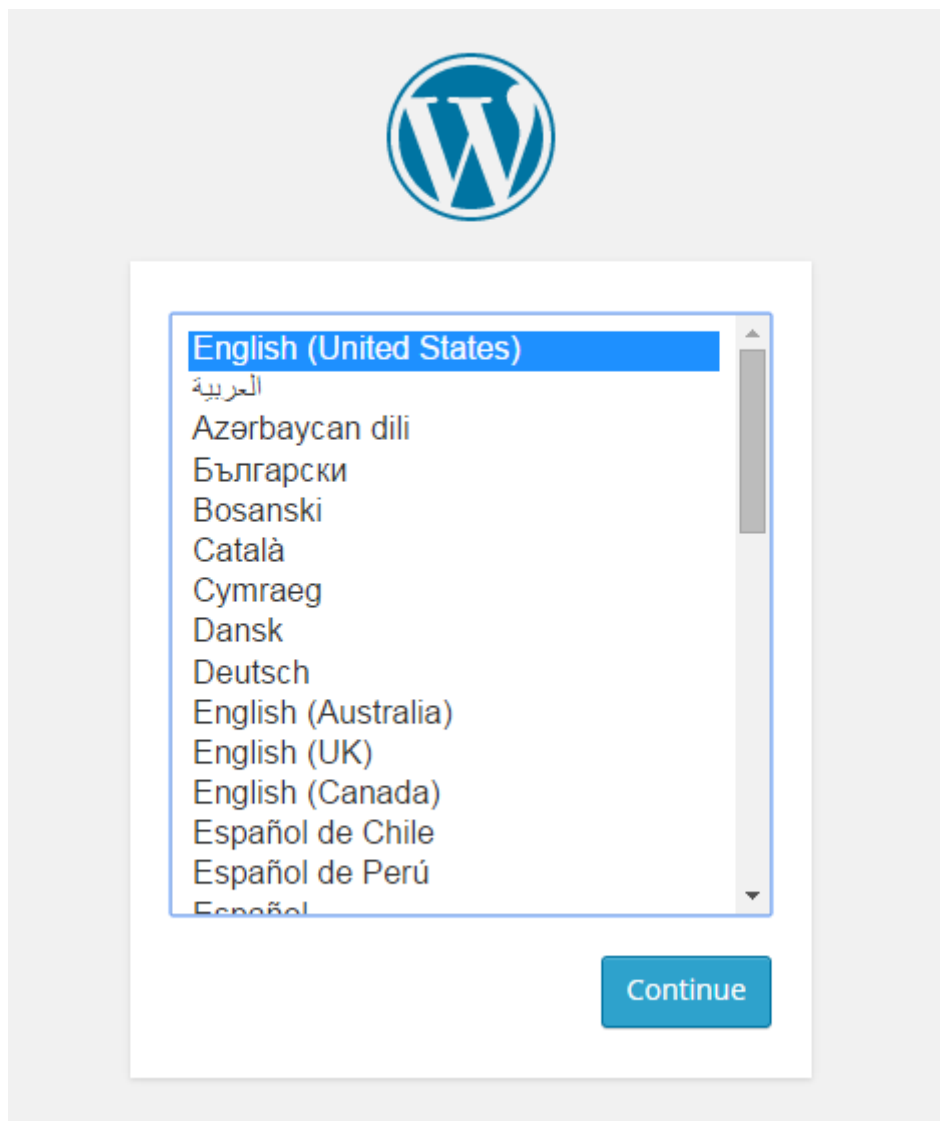 English (United States)
العربية
Azərbaycan dili
Български
Bosanski
Català
Cymraeg
Dansk
Deutsch
English (Australia)
English (UK)
English (Canada)
Español de Chile
Español de Perú
Español
Continue